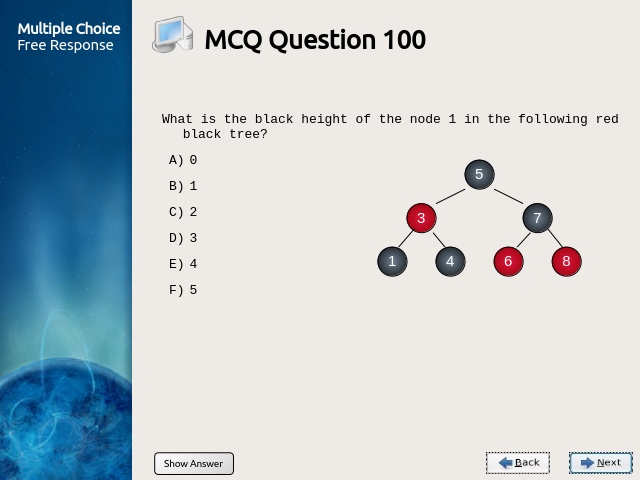 Multiple Choice
Free Response
MCQ Question 100
What is the black height of the node 1 in the following red
black tree?
A) 0
B) 1
C) 2
D) 3
E) 4
F) 5
5
3
7
1
4
6
8
Show Answer
Back
Next